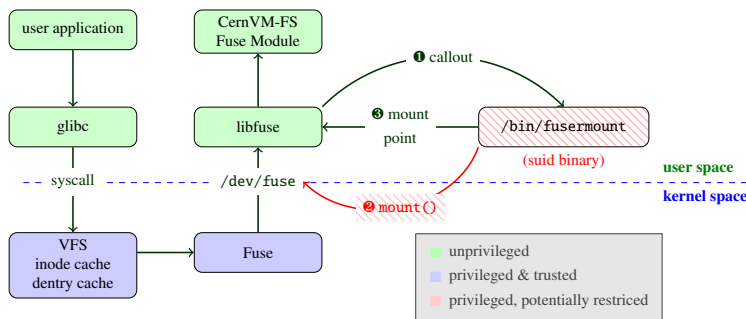 user application
CernVM-FS
Fuse Module
❶ callout
glibc
libfuse
❸ mount
point
/bin/fusermount
(suid binary)
syscall
/dev/fuse
user space
kernel space
❷ mount()
VFS
inode cache
dentry cache
Fuse
unprivileged
privileged & trusted
privileged, potentially restriced